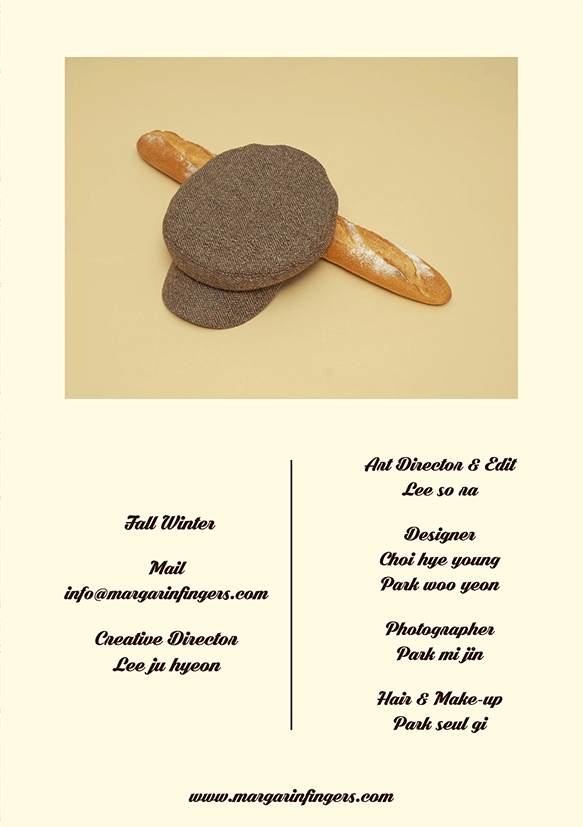 Fall Winter
Mail
info@margarinfingers.com
Creative Director
Lee ju hyeon
Art Director & Edit
Lee so ra
Designer
Choi hye young
Park woo yeon
Photographer
Park mi jin
Hair & Make-up
Park seul gi
www.margarinfingers.com